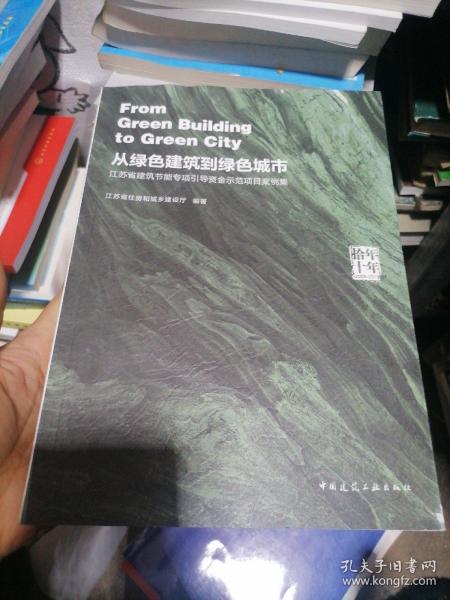 From
Green Building
to Green City
从绿色建筑到绿色城市
江苏省建筑节能专项引导资金示范项目案例集
江苏省住房和城乡建设厅 编著
拾年
十年
中国建筑工业出版社
孔夫子旧书网
www.kongfz.com